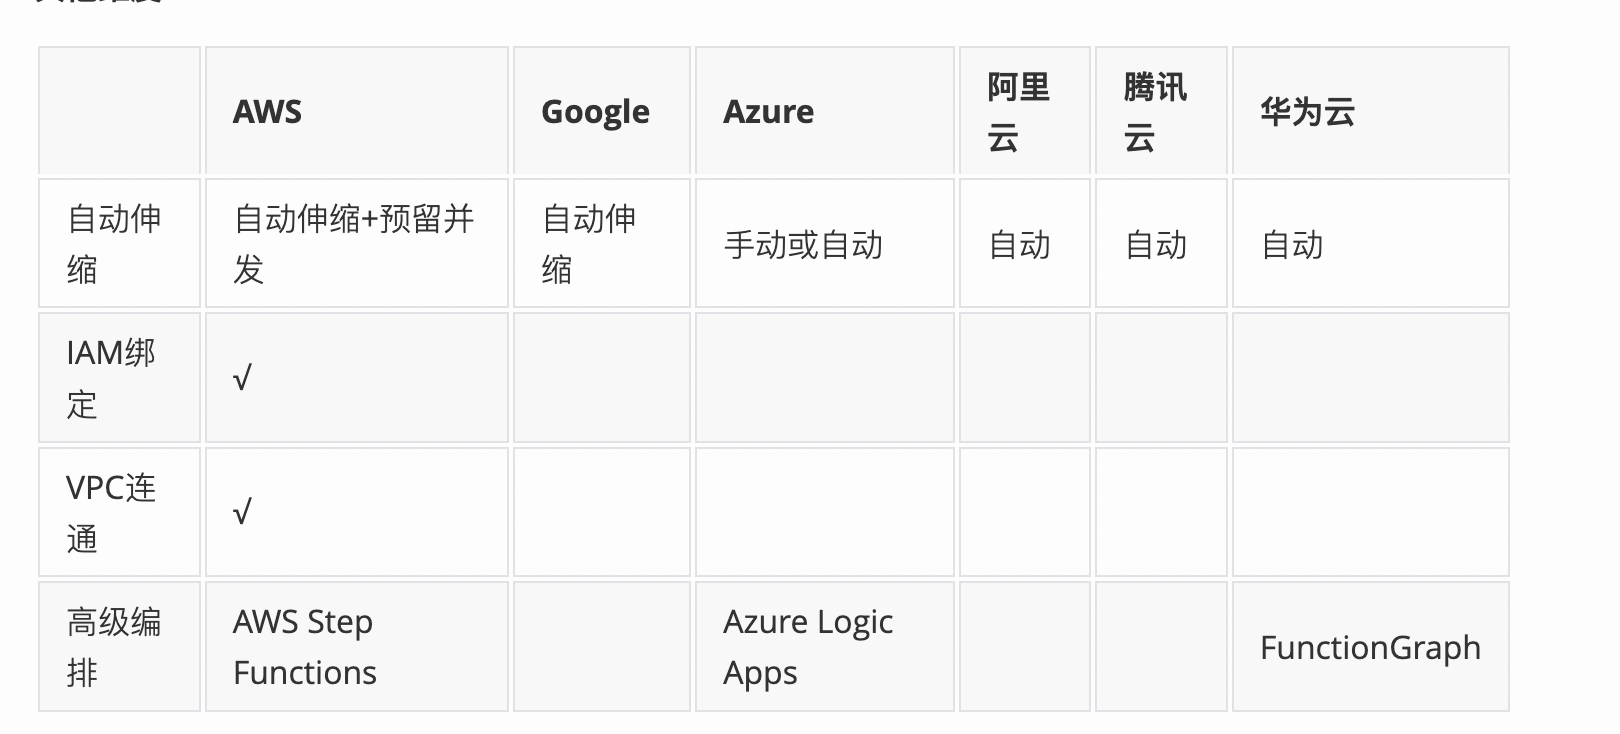 AWS
Google
Azure
阿里
云
腾讯
云
华为云
自动伸
缩
自动伸缩+预留并
发
自动伸
缩
手动或自动
自动
自动
自动
IAM绑
定
√
VPC连
通
√
高级编
排
AWS Step
Functions
Azure Logic
Apps
FunctionGraph